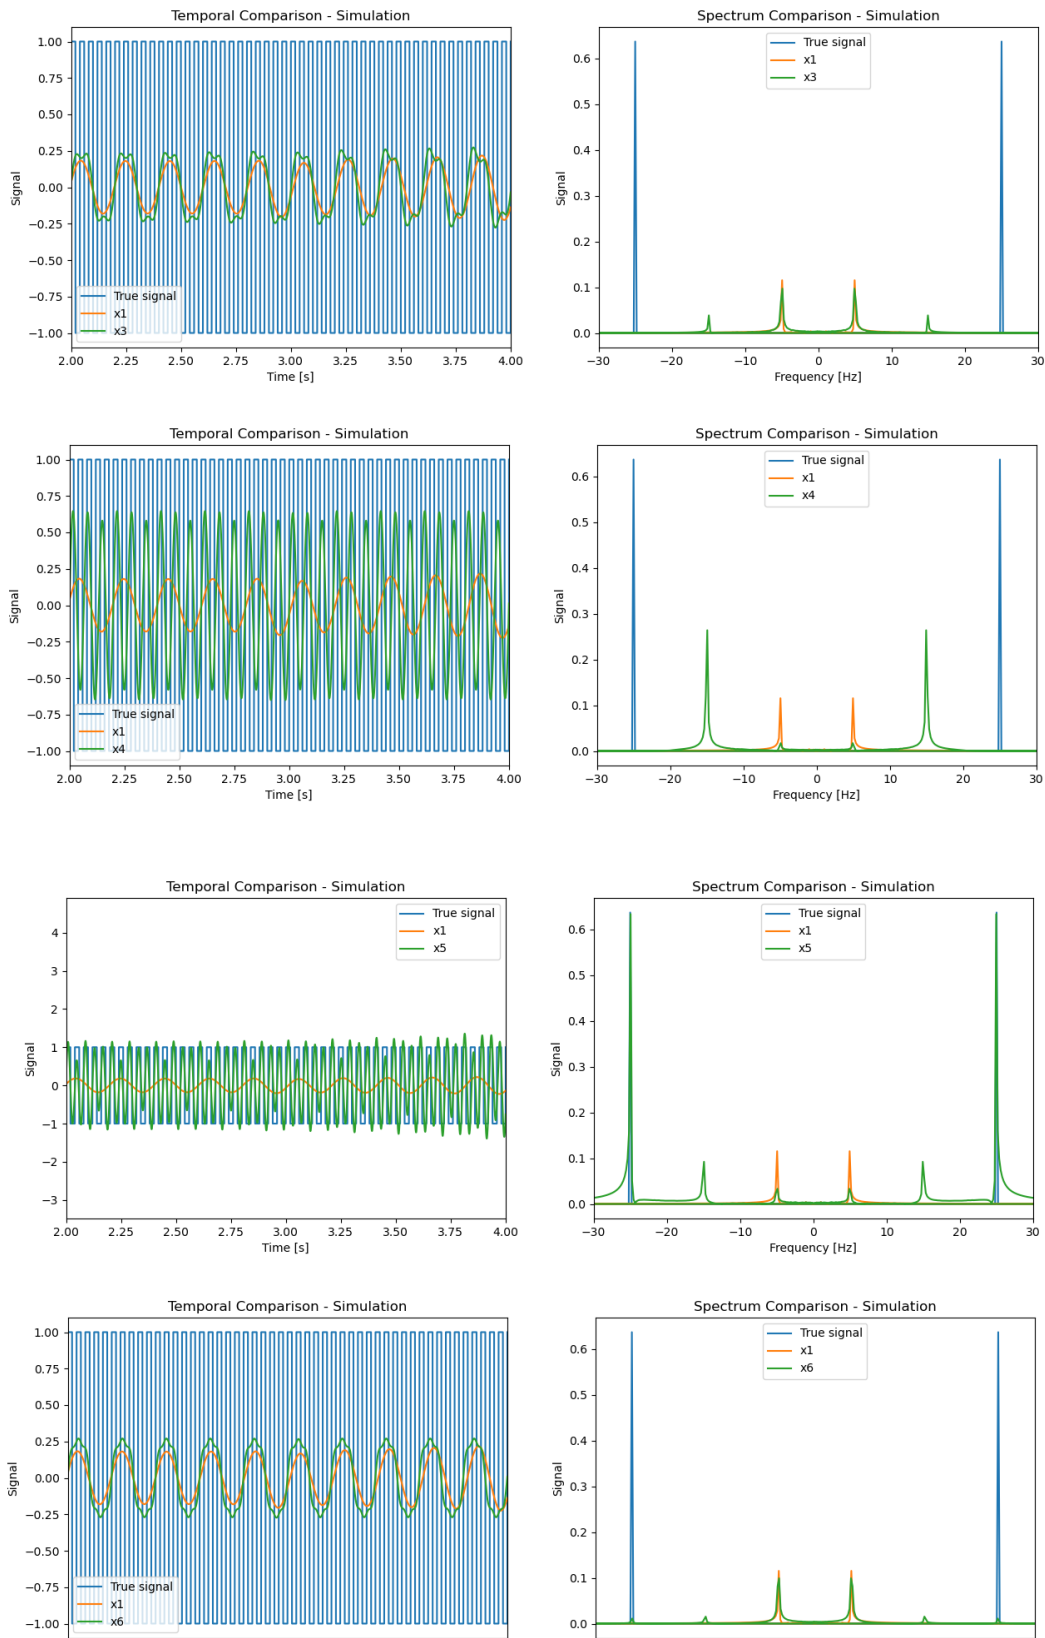 Temporal Comparison - Simulation
Signal
1.00
0.75
0.50
0.25
0.00
−0.25
−0.50
−0.75
−1.00
True signal
x1
x3
2.00 2.25 2.50 2.75 3.00 3.25 3.50 3.75 4.00
Time [s]
Spectrum Comparison - Simulation
Signal
0.6
0.5
0.4
0.3
0.2
0.1
0.0
True signal
x1
x3
−30 −20 −10 0 10 20 30
Frequency [Hz]
Temporal Comparison - Simulation
Signal
1.00
0.75
0.50
0.25
0.00
−0.25
−0.50
−0.75
−1.00
True signal
x1
x4
2.00 2.25 2.50 2.75 3.00 3.25 3.50 3.75 4.00
Time [s]
Spectrum Comparison - Simulation
Signal
0.6
0.5
0.4
0.3
0.2
0.1
0.0
True signal
x1
x4
−30 −20 −10 0 10 20 30
Frequency [Hz]
Temporal Comparison - Simulation
Signal
4
3
2
1
0
−1
−2
−3
True signal
x1
x5
2.00 2.25 2.50 2.75 3.00 3.25 3.50 3.75 4.00
Time [s]
Spectrum Comparison - Simulation
Signal
0.6
0.5
0.4
0.3
0.2
0.1
0.0
True signal
x1
x5
−30 −20 −10 0 10 20 30
Frequency [Hz]
Temporal Comparison - Simulation
Signal
1.00
0.75
0.50
0.25
0.00
−0.25
−0.50
−0.75
−1.00
True signal
x1
x6
Spectrum Comparison - Simulation
Signal
0.6
0.5
0.4
0.3
0.2
0.1
0.0
True signal
x1
x6